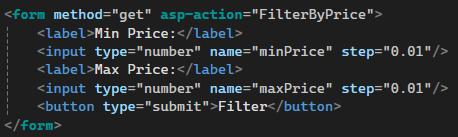 <form method="get" asp-action="FilterByPrice">
<label>Min Price:</label>
<input type="number" name="minPrice" step="0.01"/>
<label>Max Price:</label>
<input type="number" name="maxPrice" step="0.01"/>
<button type="submit">Filter</button>
</form>